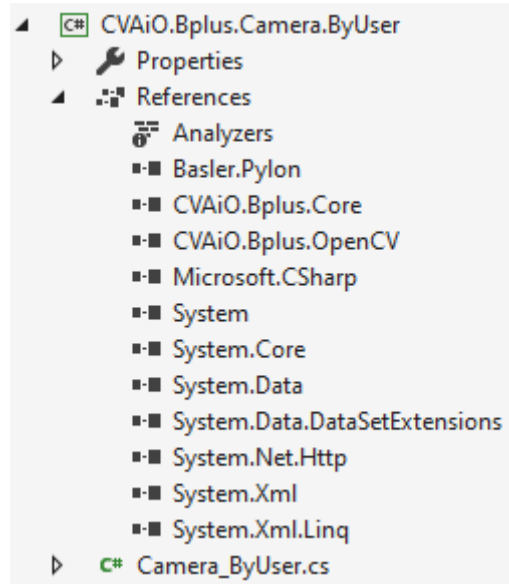 C# CVAiO.Bplus.Camera.ByUser
Properties
References
Analyzers
Basler.Pylon
CVAiO.Bplus.Core
CVAiO.Bplus.OpenCV
Microsoft.CSharp
System
System.Core
System.Data
System.Data.DataSetExtensions
System.Net.Http
System.Xml
System.Xml.Linq
C# Camera_ByUser.cs